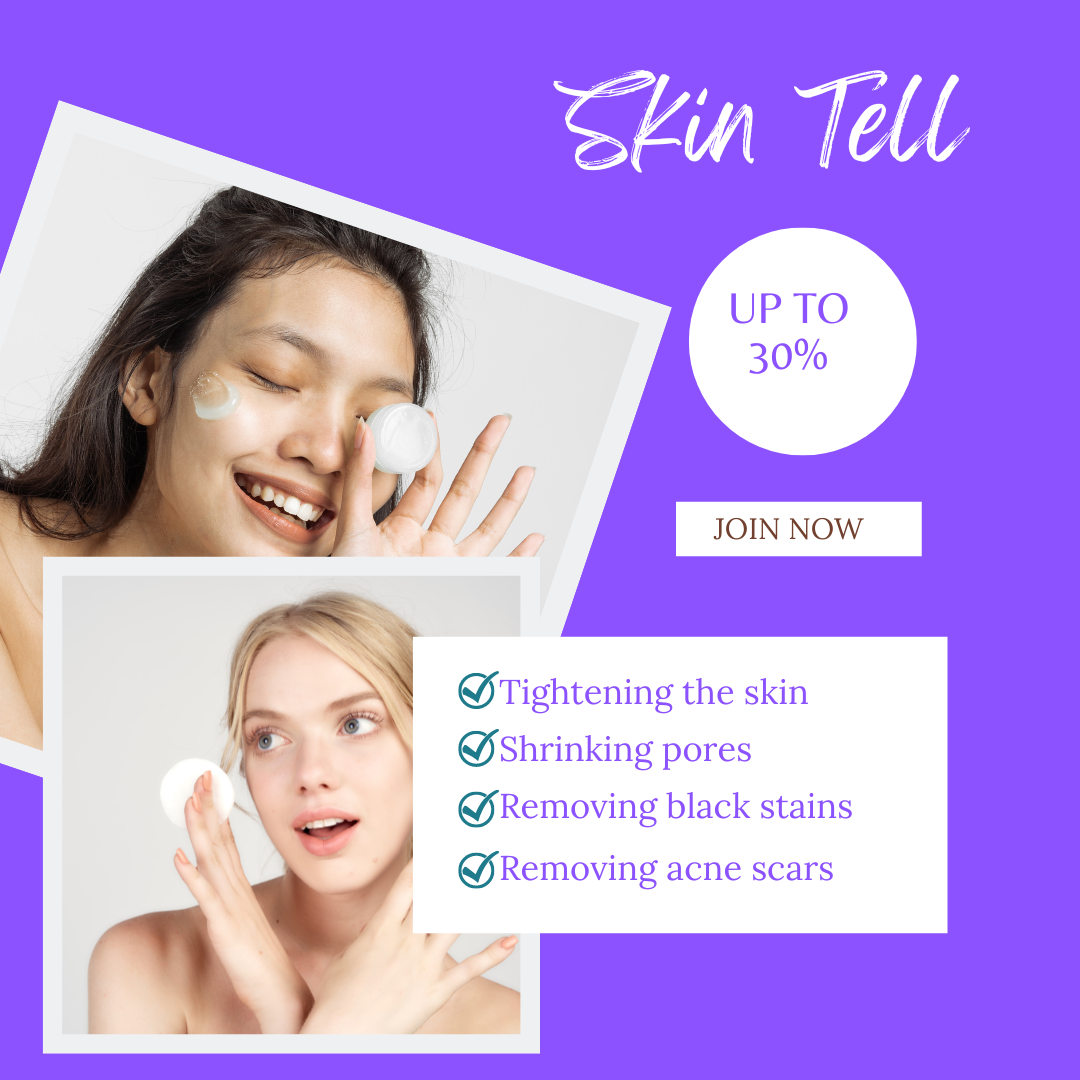 Skin Tell
UP TO
30%
JOIN NOW
Tightening the skin
Shrinking pores
Removing black stains
Removing acne scars